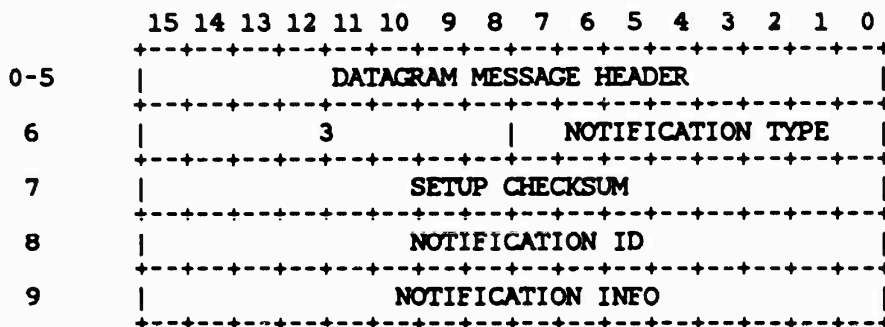 15 14 13 12 11 10 9 8 7 6 5 4 3 2 1 0
0-5 | DATAGRAM MESSAGE HEADER |
6 | 3 | NOTIFICATION TYPE |
7 | SETUP CHECKSUM |
8 | NOTIFICATION ID |
9 | NOTIFICATION INFO |